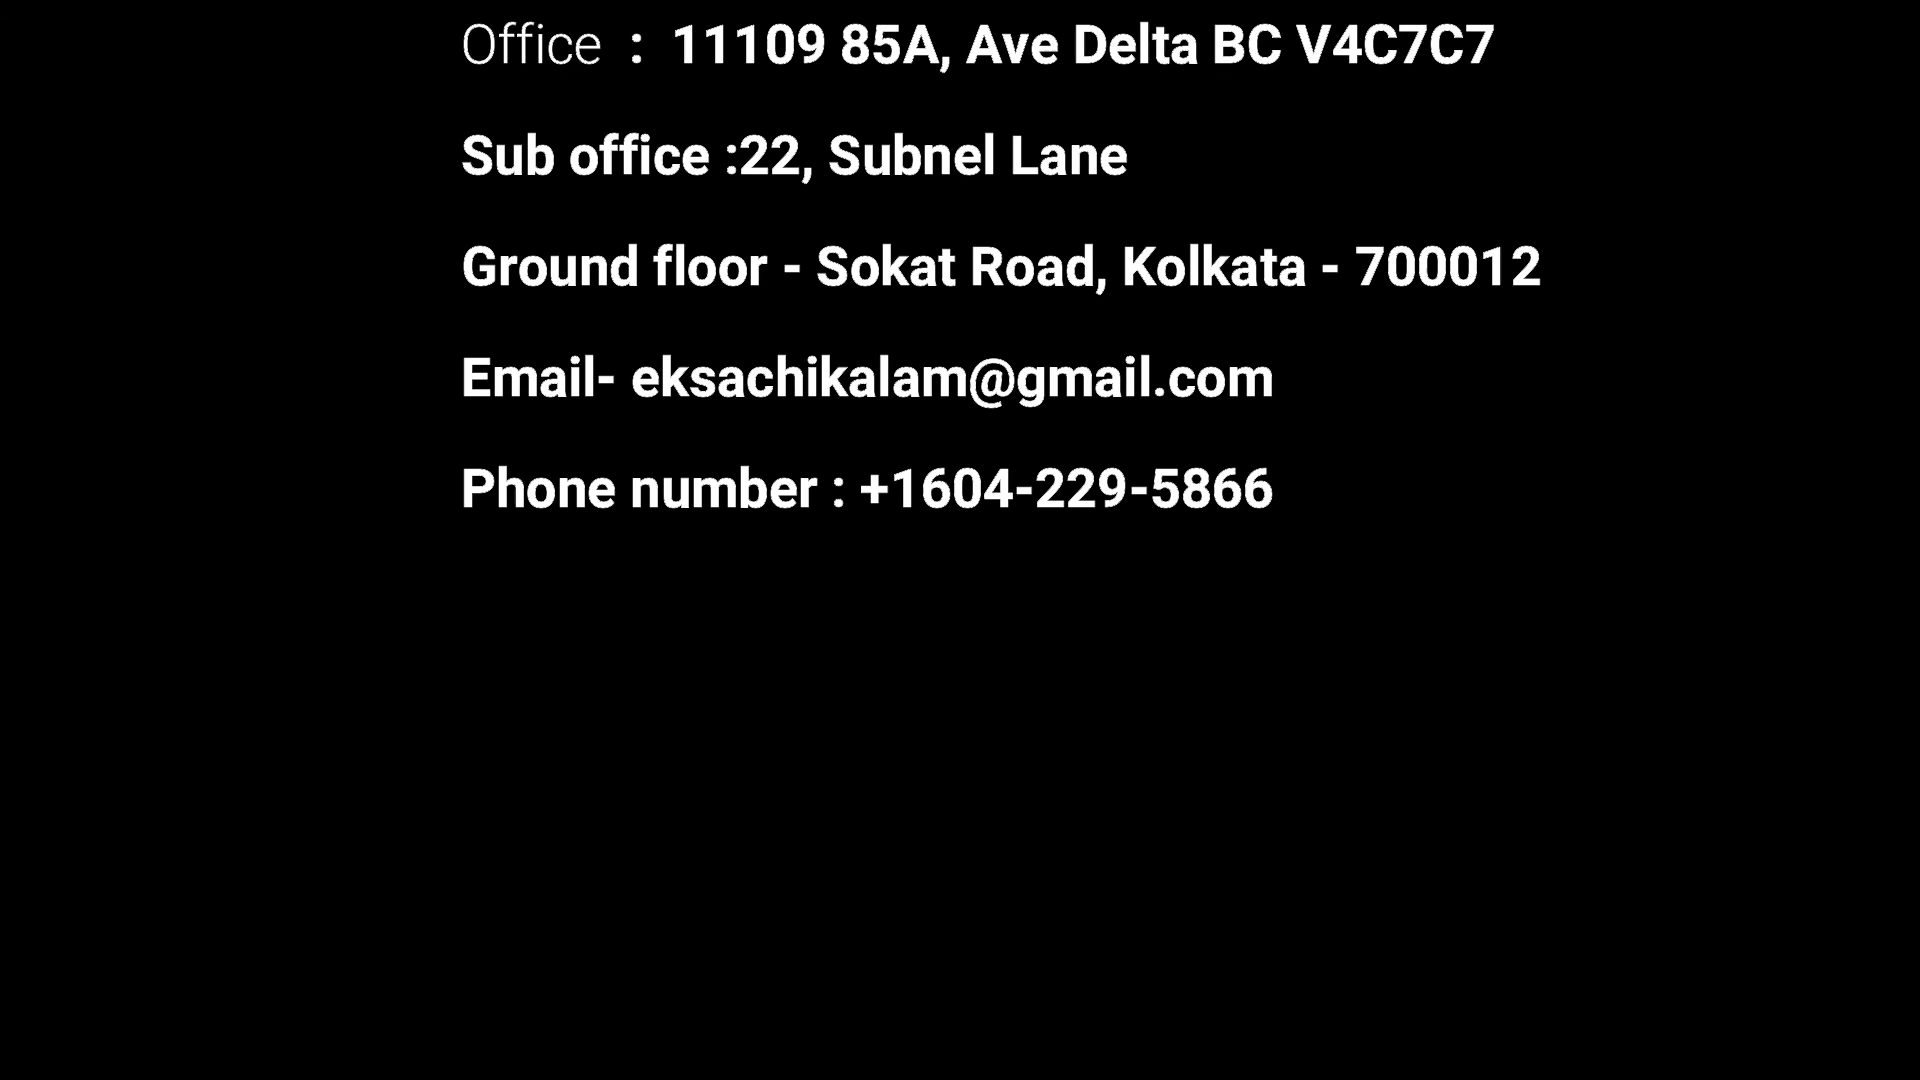 Office : 11109 85A, Ave Delta BC V4C7C7
Sub office :22, Subnel Lane
Ground floor - Sokat Road, Kolkata - 700012
Email- eksachikalam@gmail.com
Phone number : +1604-229-5866